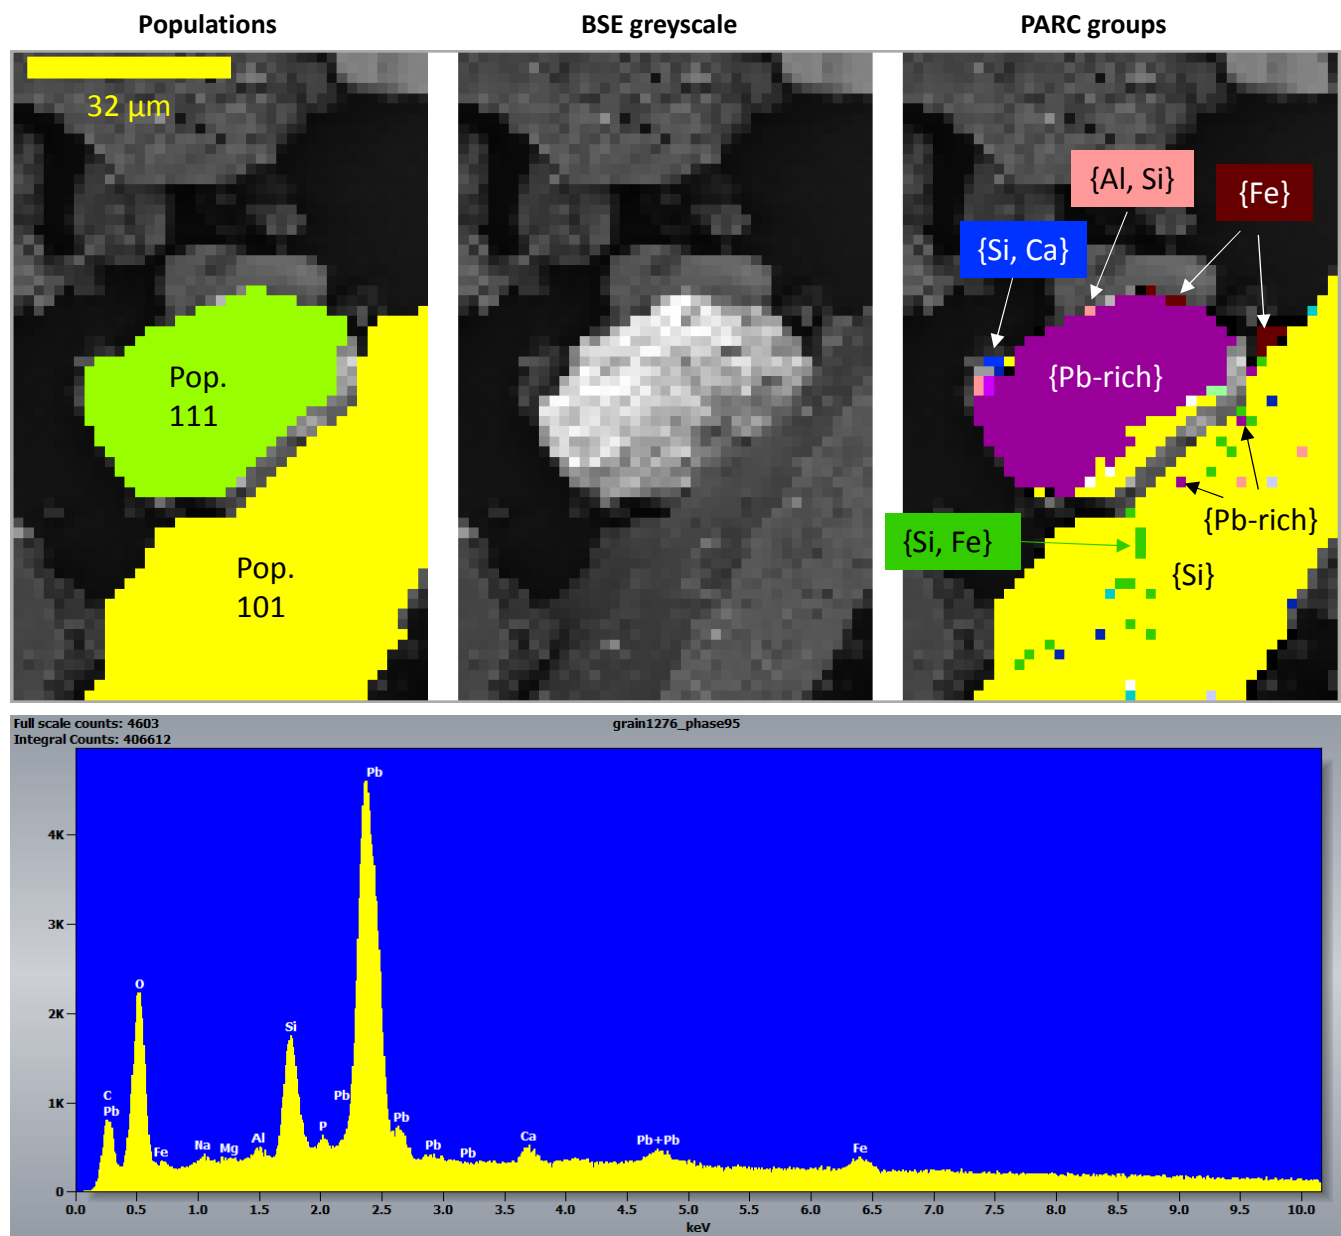 Populations
BSE greyscale
PARC groups
32 µm
{Al, Si}
{Fe}
{Si, Ca}
Pop.
111
{Pb-rich}
{Pb-rich}
{Si, Fe}
{Si}
Pop.
101
Full scale counts: 4603
grain1276_phase95
Integral Counts: 406612
Pb
4K
3K
O
2K
Si
C
Pb
1K
Pb
Fe
Na
Mg
Al
P
Pb
Pb
Pb
Ca
Pb+Pb
Fe
0
0.0 0.5 1.0 1.5 2.0 2.5 3.0 3.5 4.0 4.5 5.0 5.5 6.0 6.5 7.0 7.5 8.0 8.5 9.0 9.5 10.0
keV